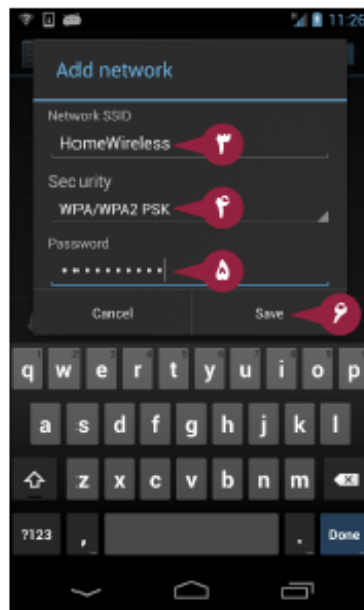 11:26
Add network
Network SSID
HomeWireless ۳
Security
WPA/WPA2 PSK ۴
Password
•••••••••• ۵
Cancel Save ۶
q w e r t y u i o p
a s d f g h j k l
z x c v b n m
?123 , . Done